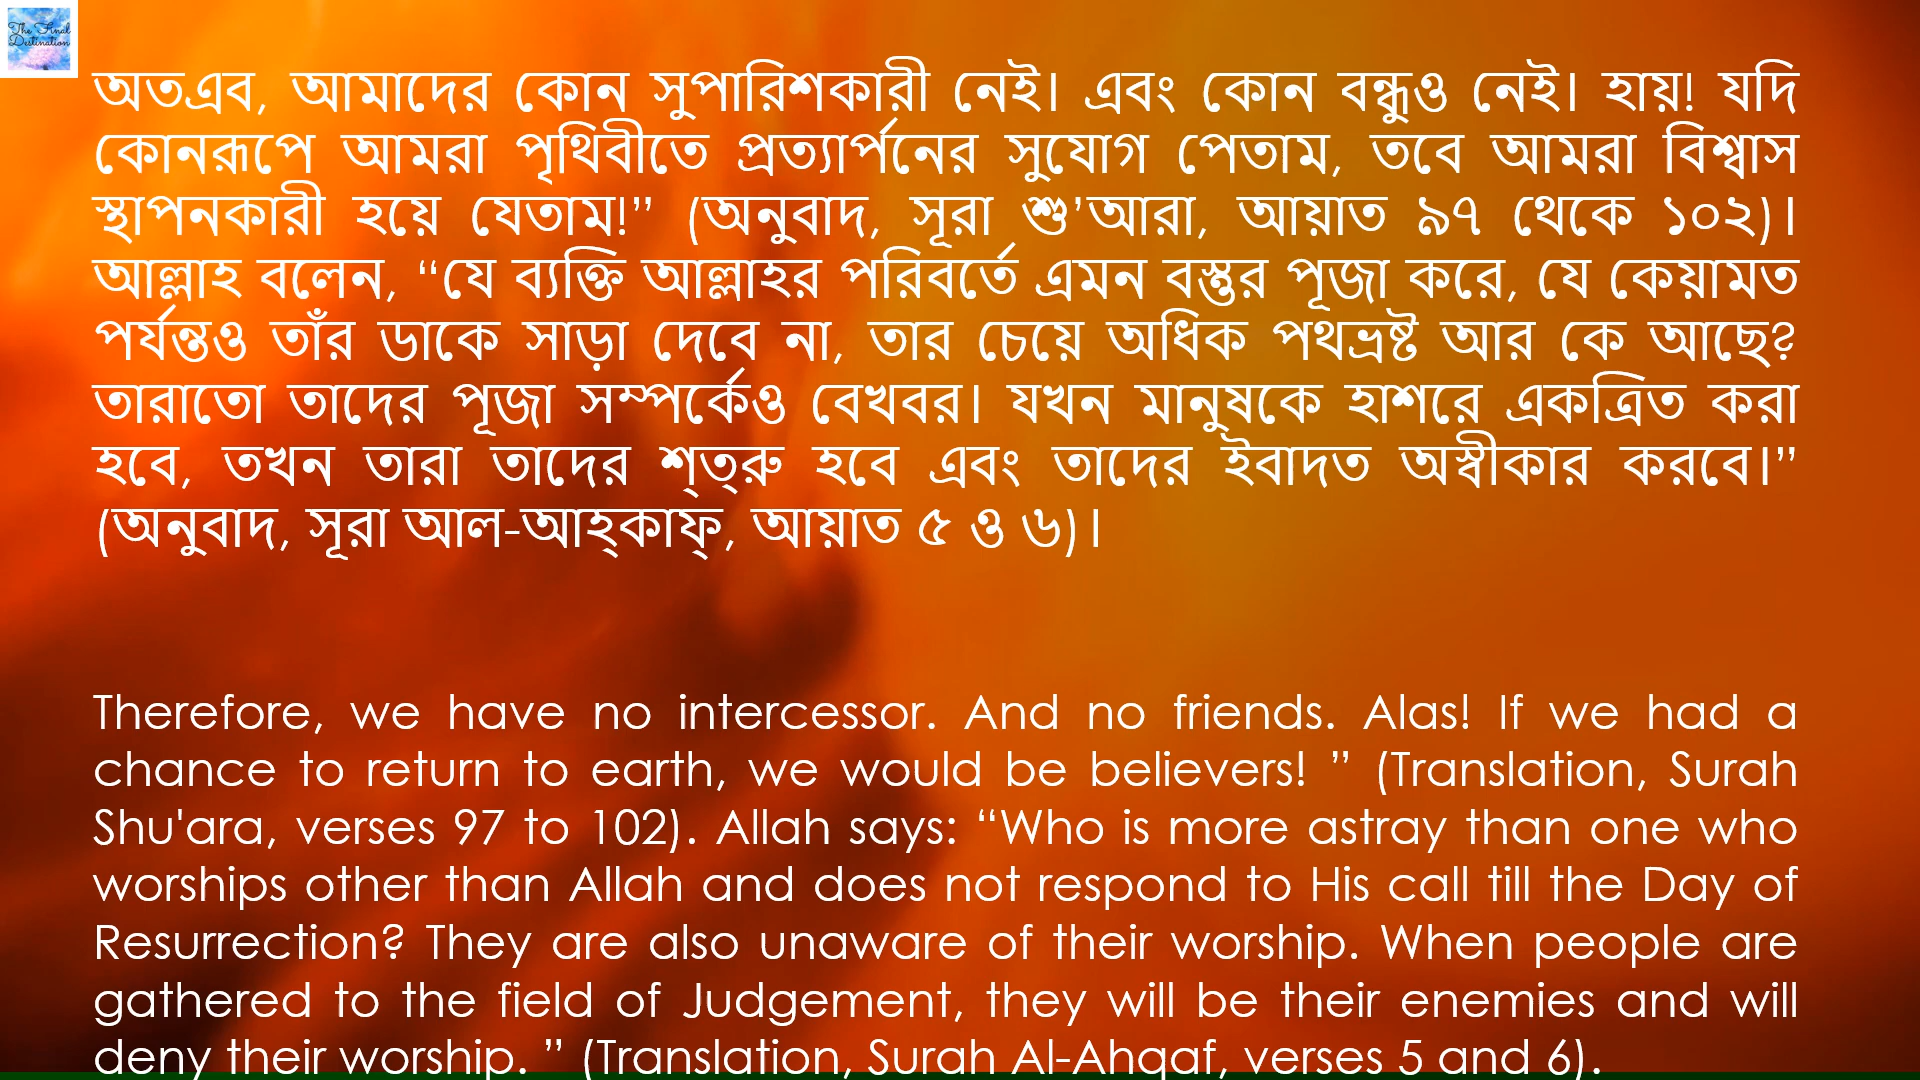 The Final
Destination
অতএব, আমাদের কোন সুপারিশকারী নেই। এবং কোন বন্ধুও নেই। হায়! যদি
কোনরূপে আমরা পৃথিবীতে প্রত্যার্পনের সুযোগ পেতাম, তবে আমরা বিশ্বাস
স্থাপনকারী হয়ে যেতাম!” (অনুবাদ, সূরা শু’আরা, আয়াত ৯৭ থেকে ১০২)।
আল্লাহ বলেন, “যে ব্যক্তি আল্লাহর পরিবর্তে এমন বস্তুর পূজা করে, যে কেয়ামত
পর্যন্তও তাঁর ডাকে সাড়া দেবে না, তার চেয়ে অধিক পথভ্রষ্ট আর কে আছে?
তারাতো তাদের পূজা সম্পর্কেও বেখবর। যখন মানুষকে হাশরে একত্রিত করা
হবে, তখন তারা তাদের শ্ত্রু হবে এবং তাদের ইবাদত অস্বীকার করবে।”
(অনুবাদ, সূরা আল-আহ্কাফ্, আয়াত ৫ ও ৬)।
Therefore, we have no intercessor. And no friends. Alas! If we had a
chance to return to earth, we would be believers! ” (Translation, Surah
Shu'ara, verses 97 to 102). Allah says: “Who is more astray than one who
worships other than Allah and does not respond to His call till the Day of
Resurrection? They are also unaware of their worship. When people are
gathered to the field of Judgement, they will be their enemies and will
deny their worship. ” (Translation, Surah Al-Ahqaf, verses 5 and 6).